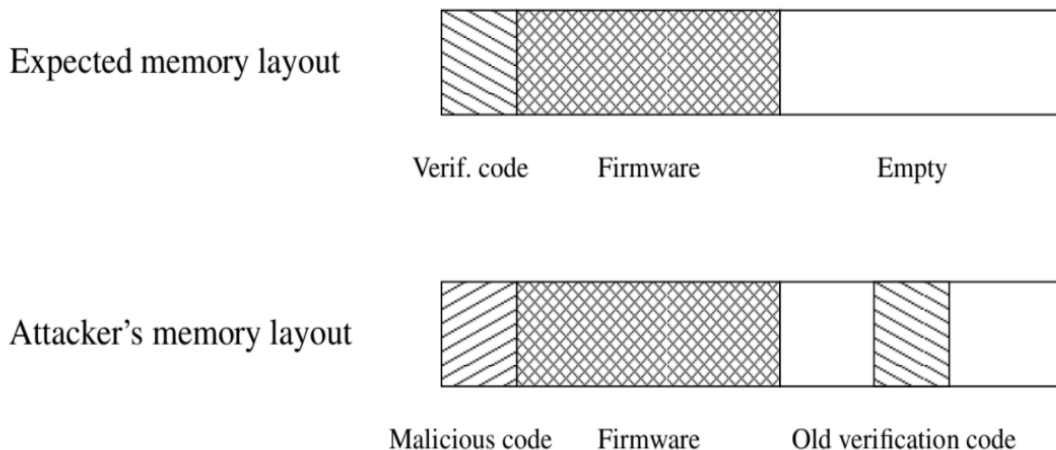 Expected memory layout
Verif. code Firmware Empty
Attacker’s memory layout
Malicious code Firmware Old verification code